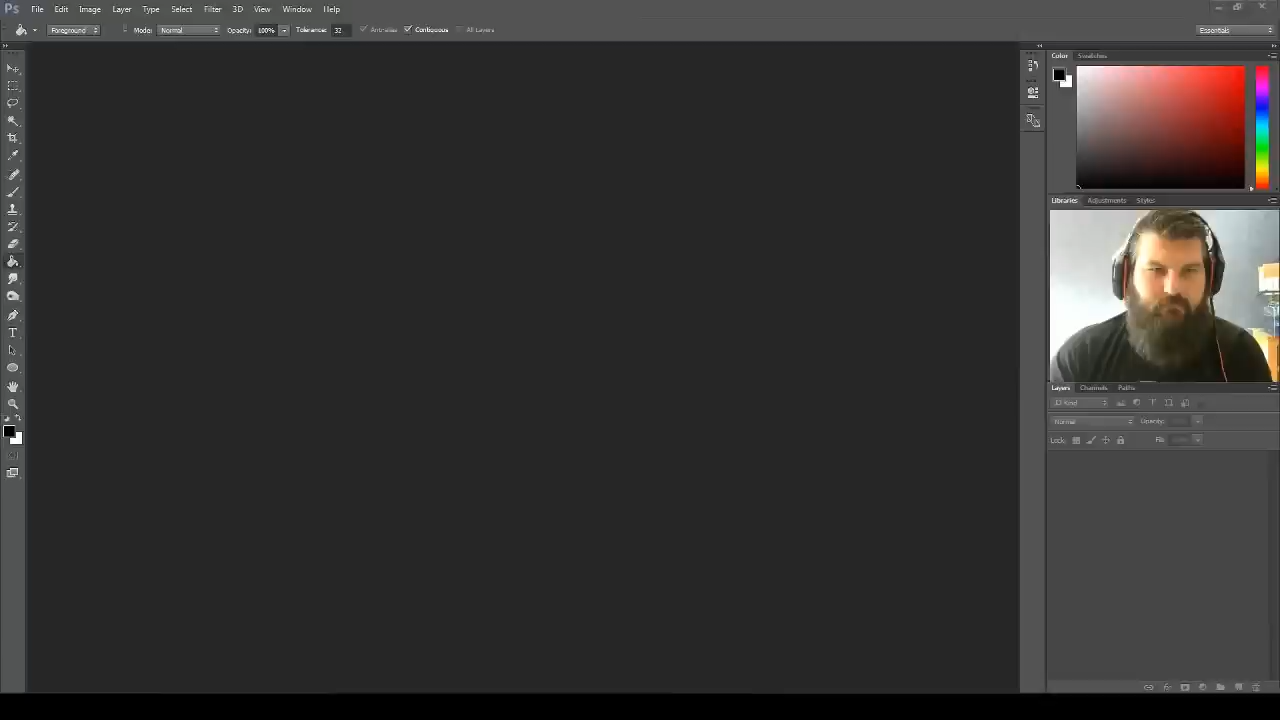 Ps File Edit Image Layer Type Select Filter 3D View Window Help
Foreground Mode: Normal Opacity: 100% Tolerance: 32 Anti-alias Contiguous All Layers Essentials
Color Swatches
Libraries Adjustments Styles
Layers Channels Paths
Kind
Normal Opacity:
Lock: Fill:
T